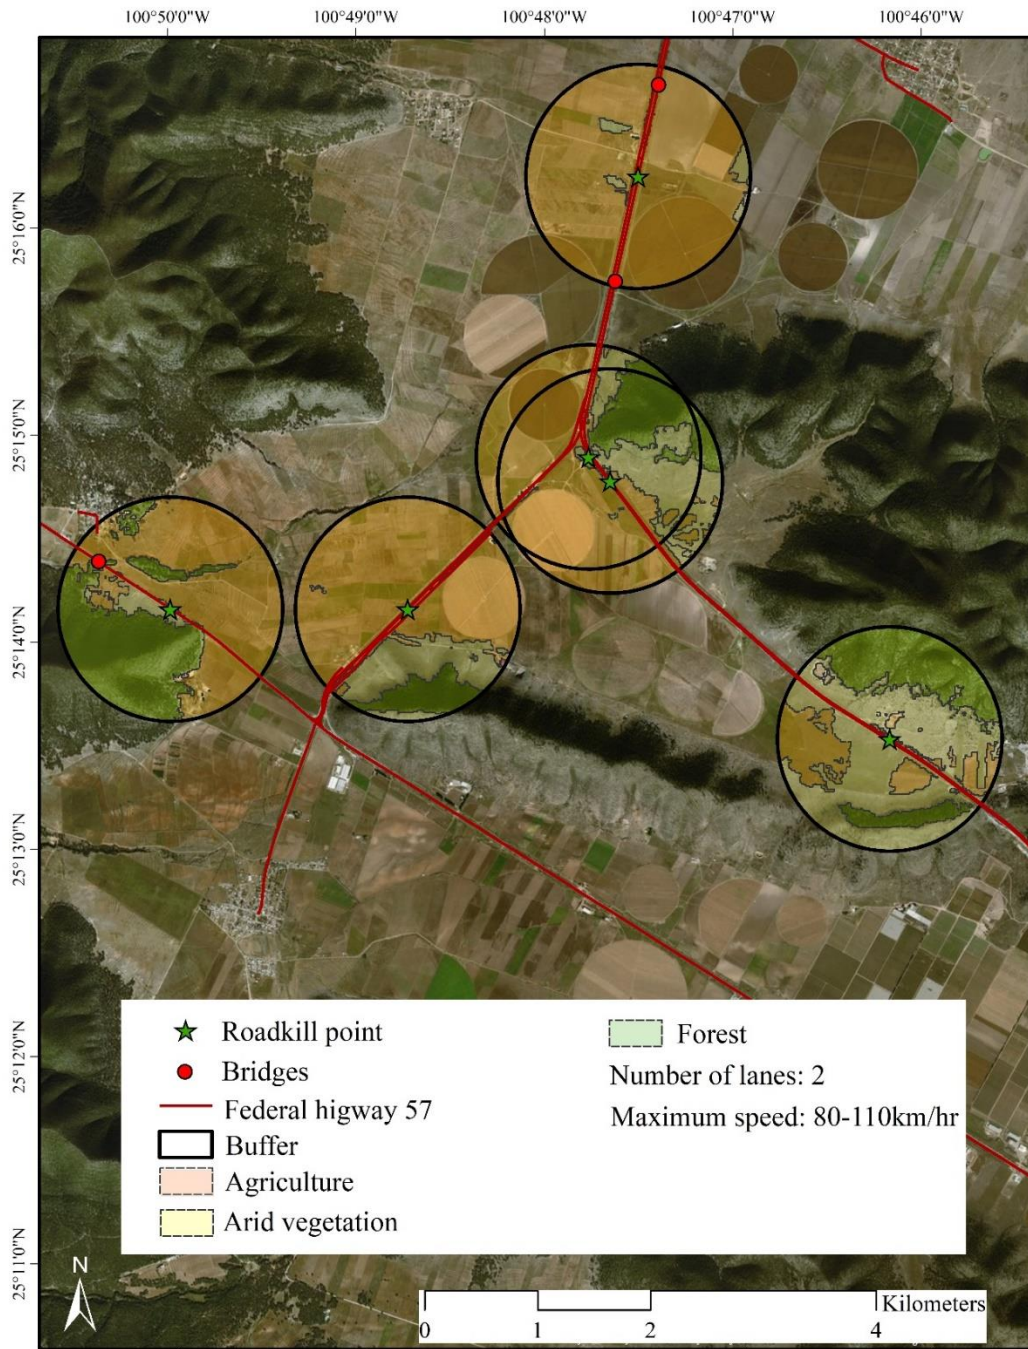 100°50'0"W 100°49'0"W 100°48'0"W 100°47'0"W 100°46'0"W
25°16'0"N
25°15'0"N
25°14'0"N
25°13'0"N
25°12'0"N
25°11'0"N
Roadkill point
Bridges
Federal higway 57
Buffer
Agriculture
Arid vegetation
Forest
Number of lanes: 2
Maximum speed: 80-110km/hr
N
Kilometers
0 1 2 4